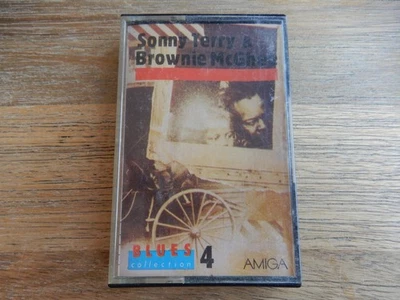 Sonny Terry &
Brownie McGhee
BLUES
collection 4
AMIGA